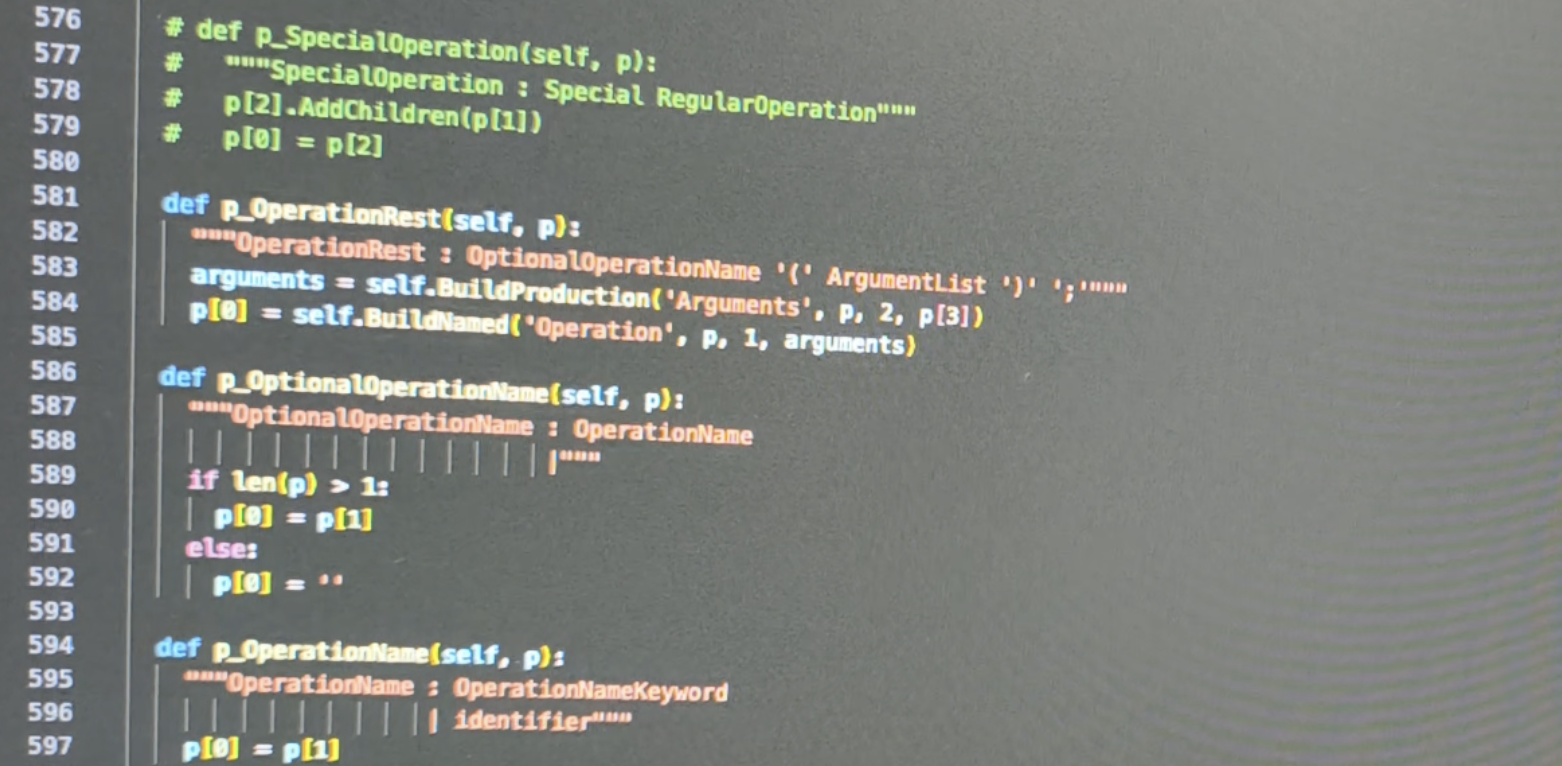 576 # def p_SpecialOperation(self, p):
577 #   """SpecialOperation : Special RegularOperation"""
578 #   p[2].AddChildren(p[1])
579 #   p[0] = p[2]
580
581 def p_OperationRest(self, p):
582   """OperationRest : OptionalOperationName '(' ArgumentList ')' ';'"""
583   arguments = self.BuildProduction('Arguments', p, 2, p[3])
584   p[0] = self.BuildNamed('Operation', p, 1, arguments)
585
586 def p_OptionalOperationName(self, p):
587   """OptionalOperationName : OperationName
588                            |"""
589   if len(p) > 1:
590     p[0] = p[1]
591   else:
592     p[0] = ''
593
594 def p_OperationName(self, p):
595   """OperationName : OperationNameKeyword
596                    | identifier"""
597   p[0] = p[1]